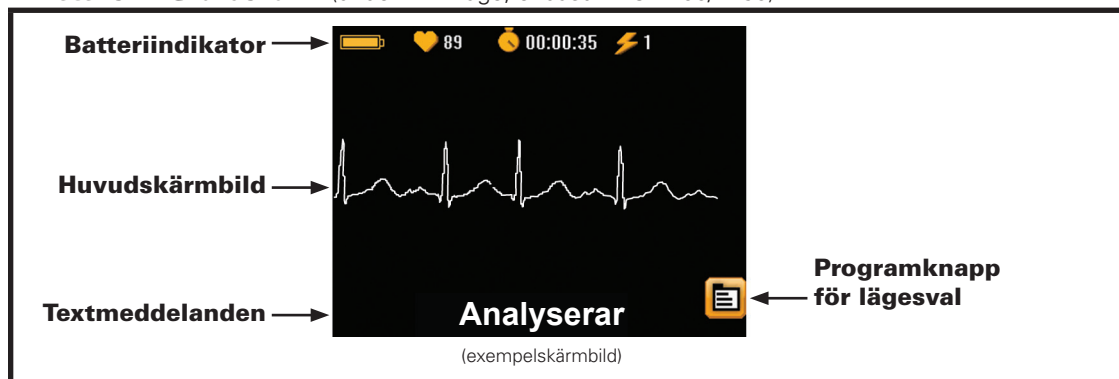 Batteriindikator
89 00:00:35 1
Huvudskärmbild
Programknapp
för lägesval
Textmeddelanden
Analyserar
(exempelskärmbild)